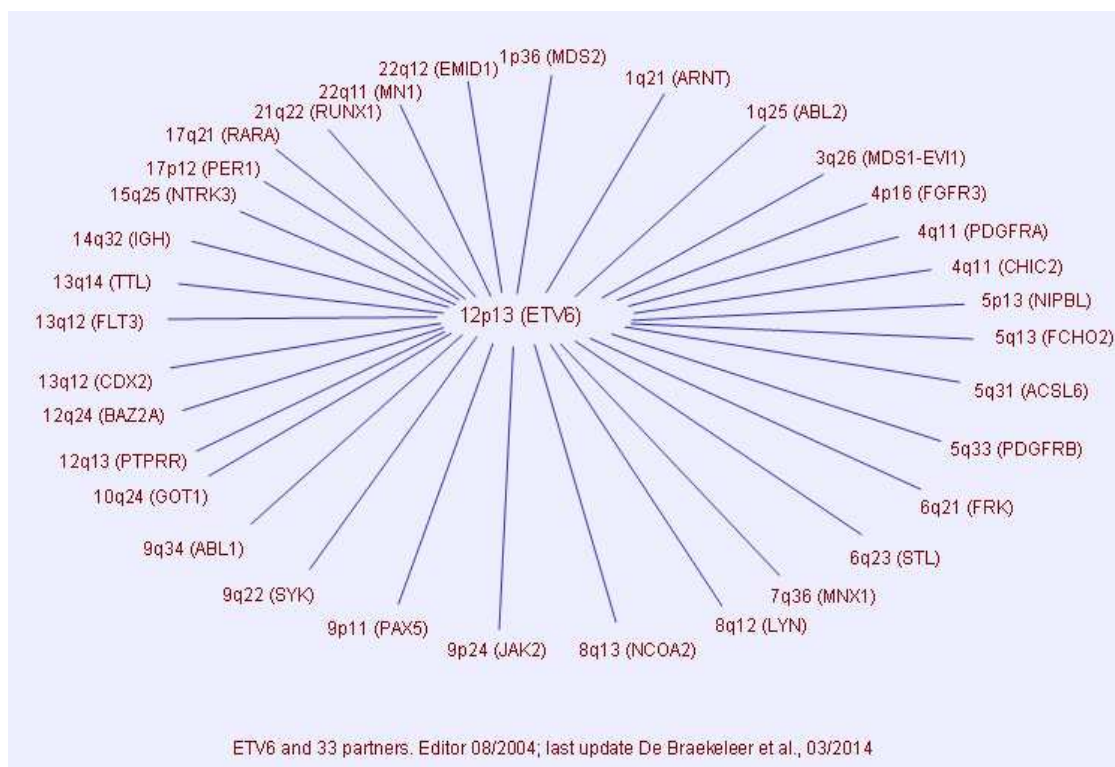 1p36 (MDS2)
22q12 (EMID1)
1q21 (ARNT)
22q11 (MN1)
21q22 (RUNX1)
1q25 (ABL2)
17q21 (RARA)
3q26 (MDS1-EVI1)
17p12 (PER1)
4p16 (FGFR3)
15q25 (NTRK3)
4q11 (PDGFRA)
14q32 (IGH)
4q11 (CHIC2)
13q14 (TTL)
5p13 (NIPBL)
12p13 (ETV6)
13q12 (FLT3)
5q13 (FCHO2)
13q12 (CDX2)
5q31 (ACSL6)
12q24 (BAZ2A)
5q33 (PDGFRB)
12q13 (PTPRR)
10q24 (GOT1)
6q21 (FRK)
9q34 (ABL1)
6q23 (STL)
9q22 (SYK)
7q36 (MNX1)
9p11 (PAX5)
8q12 (LYN)
9p24 (JAK2)
8q13 (NCOA2)
ETV6 and 33 partners. Editor 08/2004; last update De Braekeleer et al., 03/2014